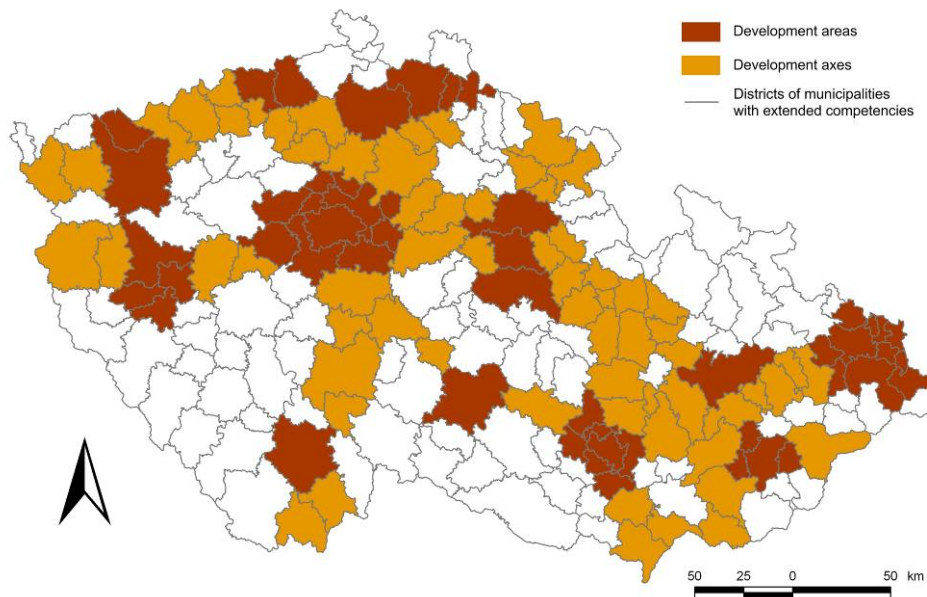 Development areas
Development axes
Districts of municipalities
with extended competencies
50 25 0 50 km